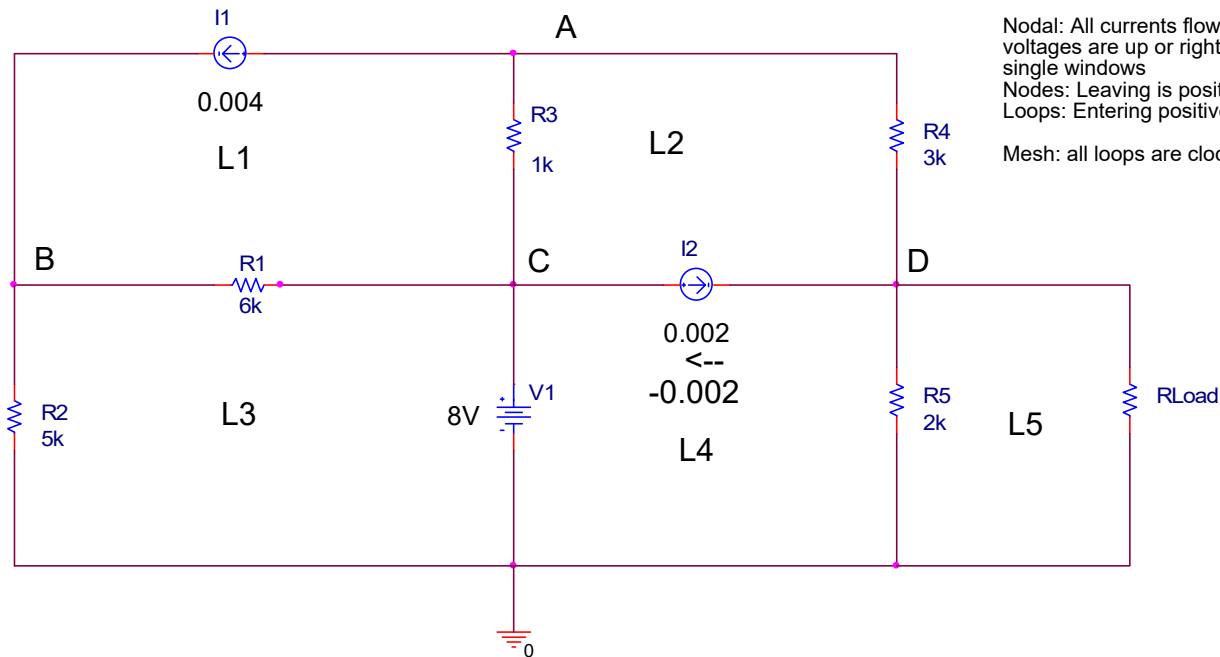 I1
A
0.004
L1
R3
1k
L2
R4
3k
Nodal: All currents flow
voltages are up or right
single windows
Nodes: Leaving is posit
Loops: Entering positive
Mesh: all loops are cloc
B
R1
6k
C
I2
D
0.002
<--
-0.002
R2
5k
L3
8V
V1
+
-
L4
R5
2k
L5
RLoad
0